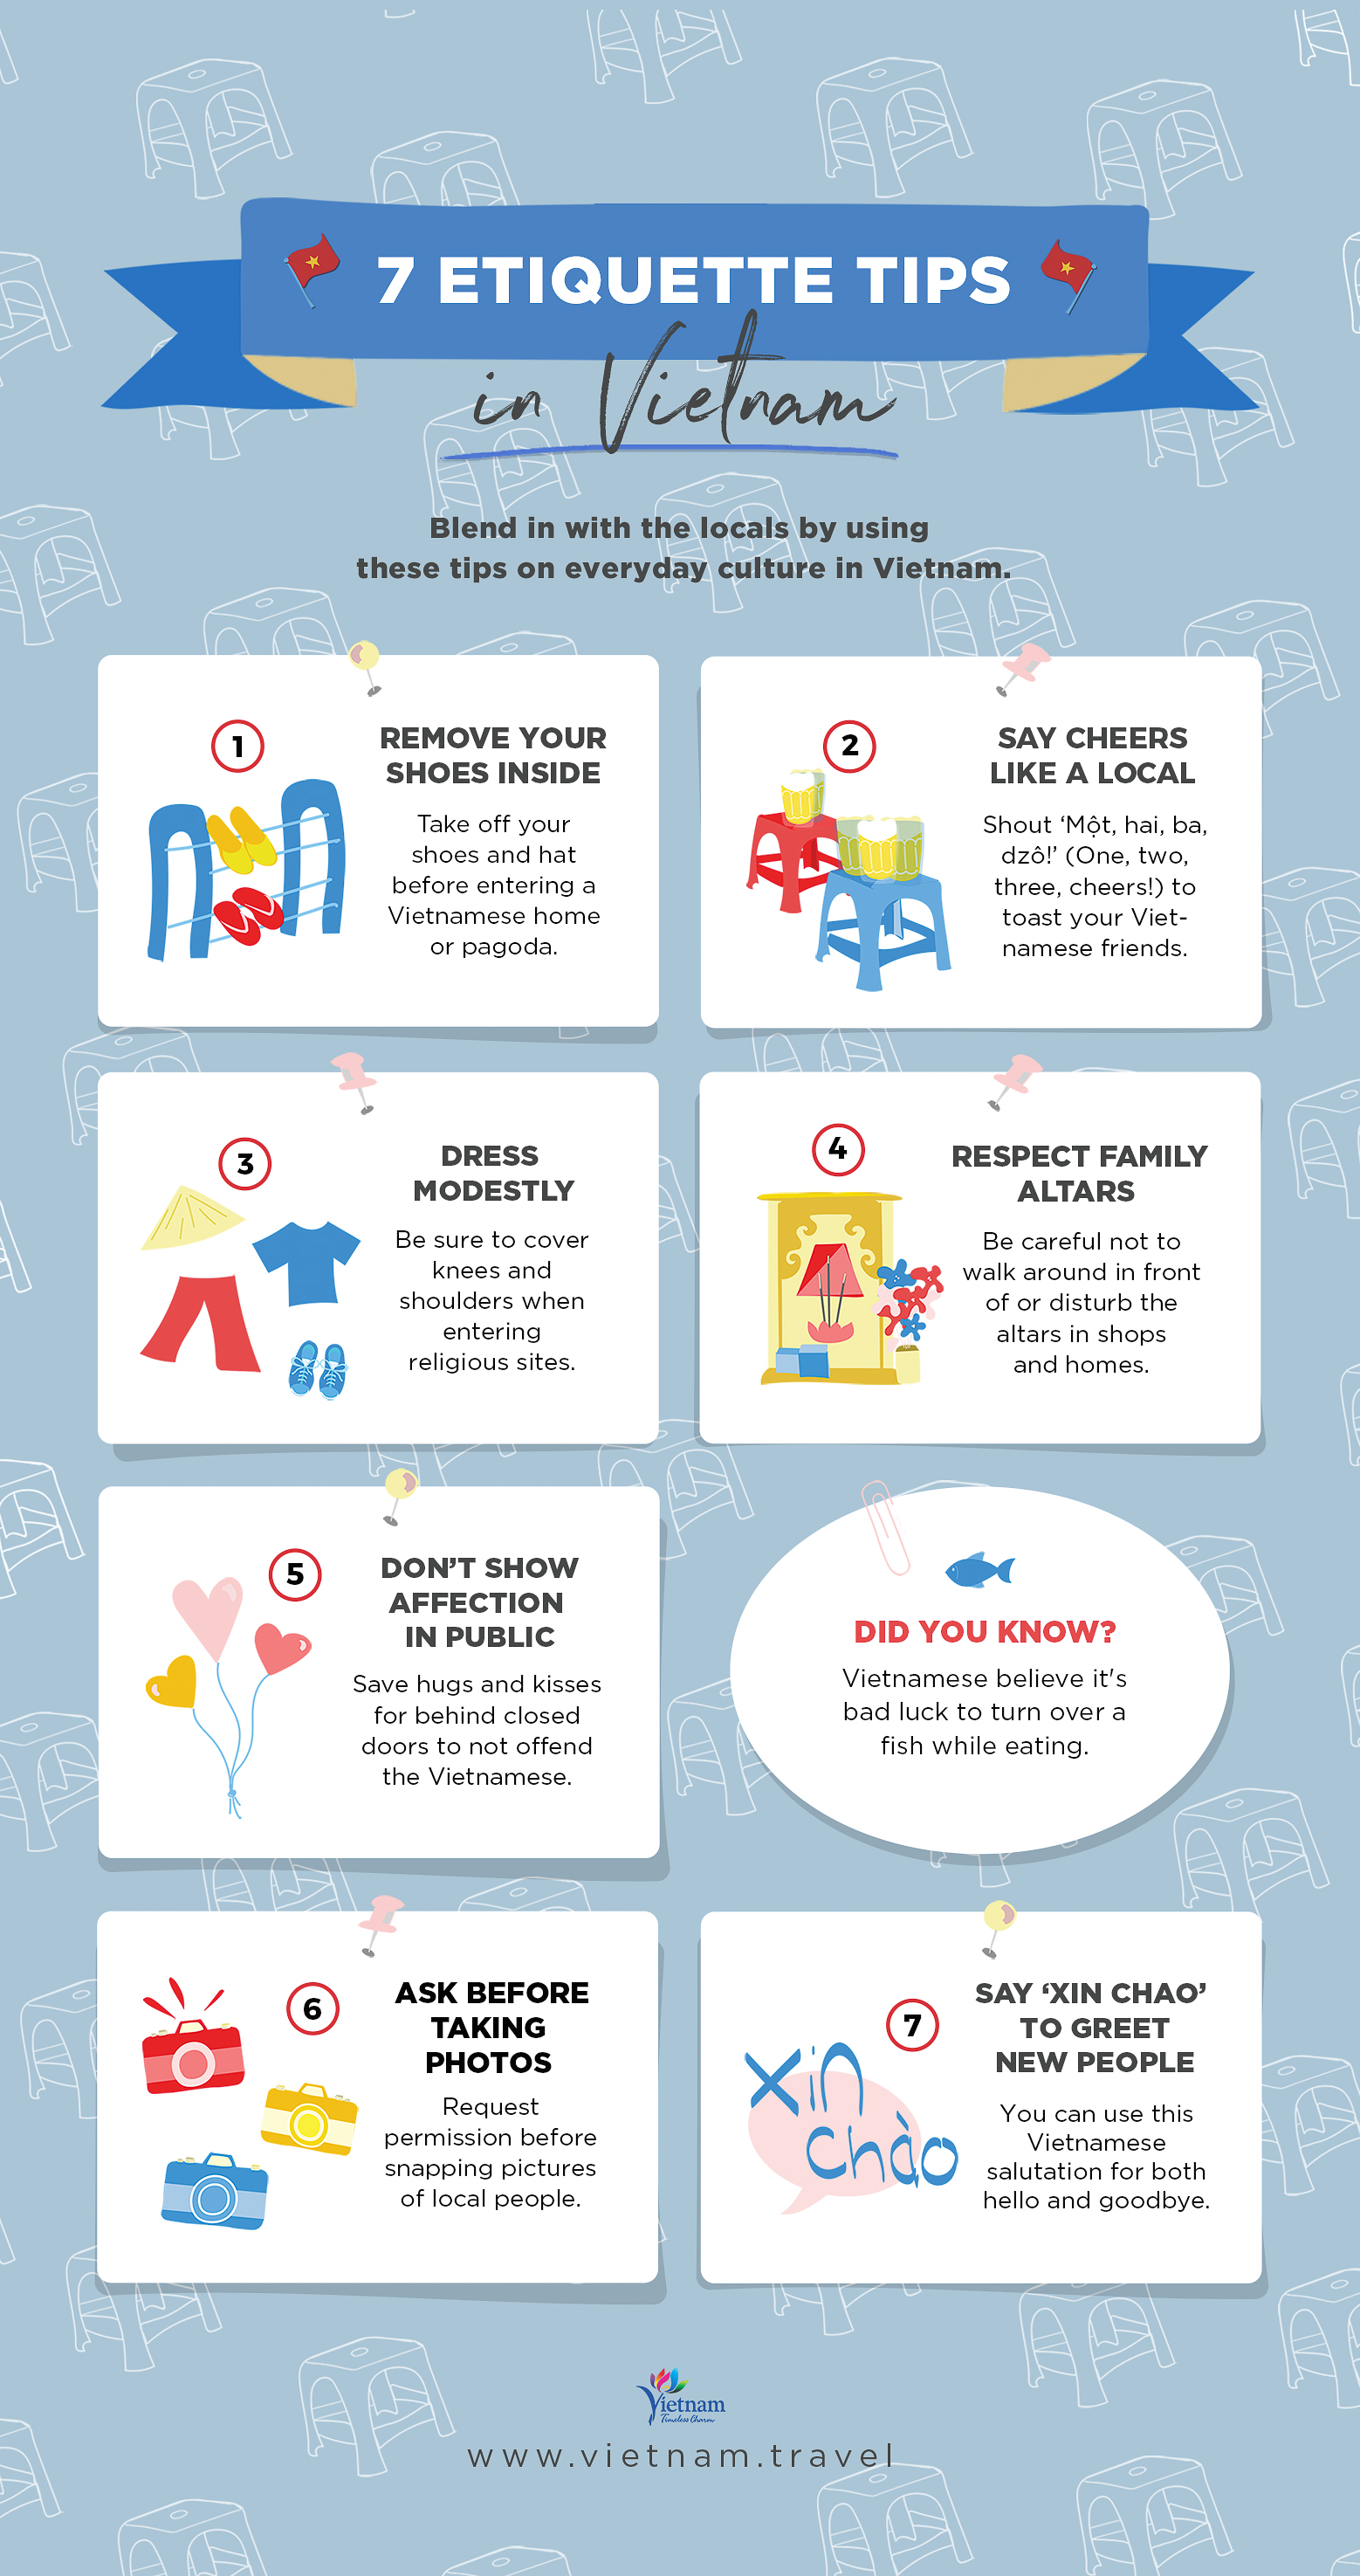 7 ETIQUETTE TIPS
in Vietnam
Blend in with the locals by using
these tips on everyday culture in Vietnam.
1
REMOVE YOUR
SHOES INSIDE
Take off your
shoes and hat
before entering a
Vietnamese home
or pagoda.
2
SAY CHEERS
LIKE A LOCAL
Shout ‘Một, hai, ba,
dzô!’ (One, two,
three, cheers!) to
toast your Viet-
namese friends.
3
DRESS
MODESTLY
Be sure to cover
knees and
shoulders when
entering
religious sites.
4
RESPECT FAMILY
ALTARS
Be careful not to
walk around in front
of or disturb the
altars in shops
and homes.
5
DON’T SHOW
AFFECTION
IN PUBLIC
Save hugs and kisses
for behind closed
doors to not offend
the Vietnamese.
DID YOU KNOW?
Vietnamese believe it's
bad luck to turn over a
fish while eating.
6
ASK BEFORE
TAKING
PHOTOS
Request
permission before
snapping pictures
of local people.
7
SAY ‘XIN CHAO’
TO GREET
NEW PEOPLE
You can use this
Vietnamese
salutation for both
hello and goodbye.
xin
chào
Vietnam
Timeless Charm
www.vietnam.travel